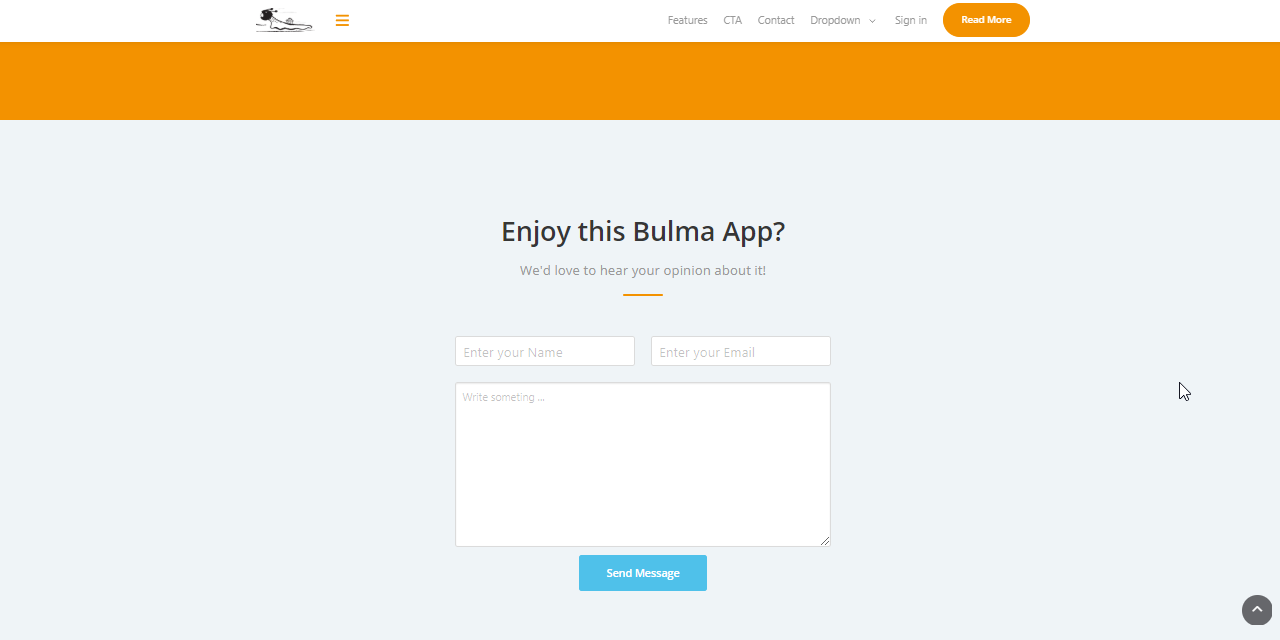 Features CTA Contact Dropdown Sign in Read More
Enjoy this Bulma App?
We'd love to hear your opinion about it!
Enter your Name Enter your Email
Write someting ...
Send Message